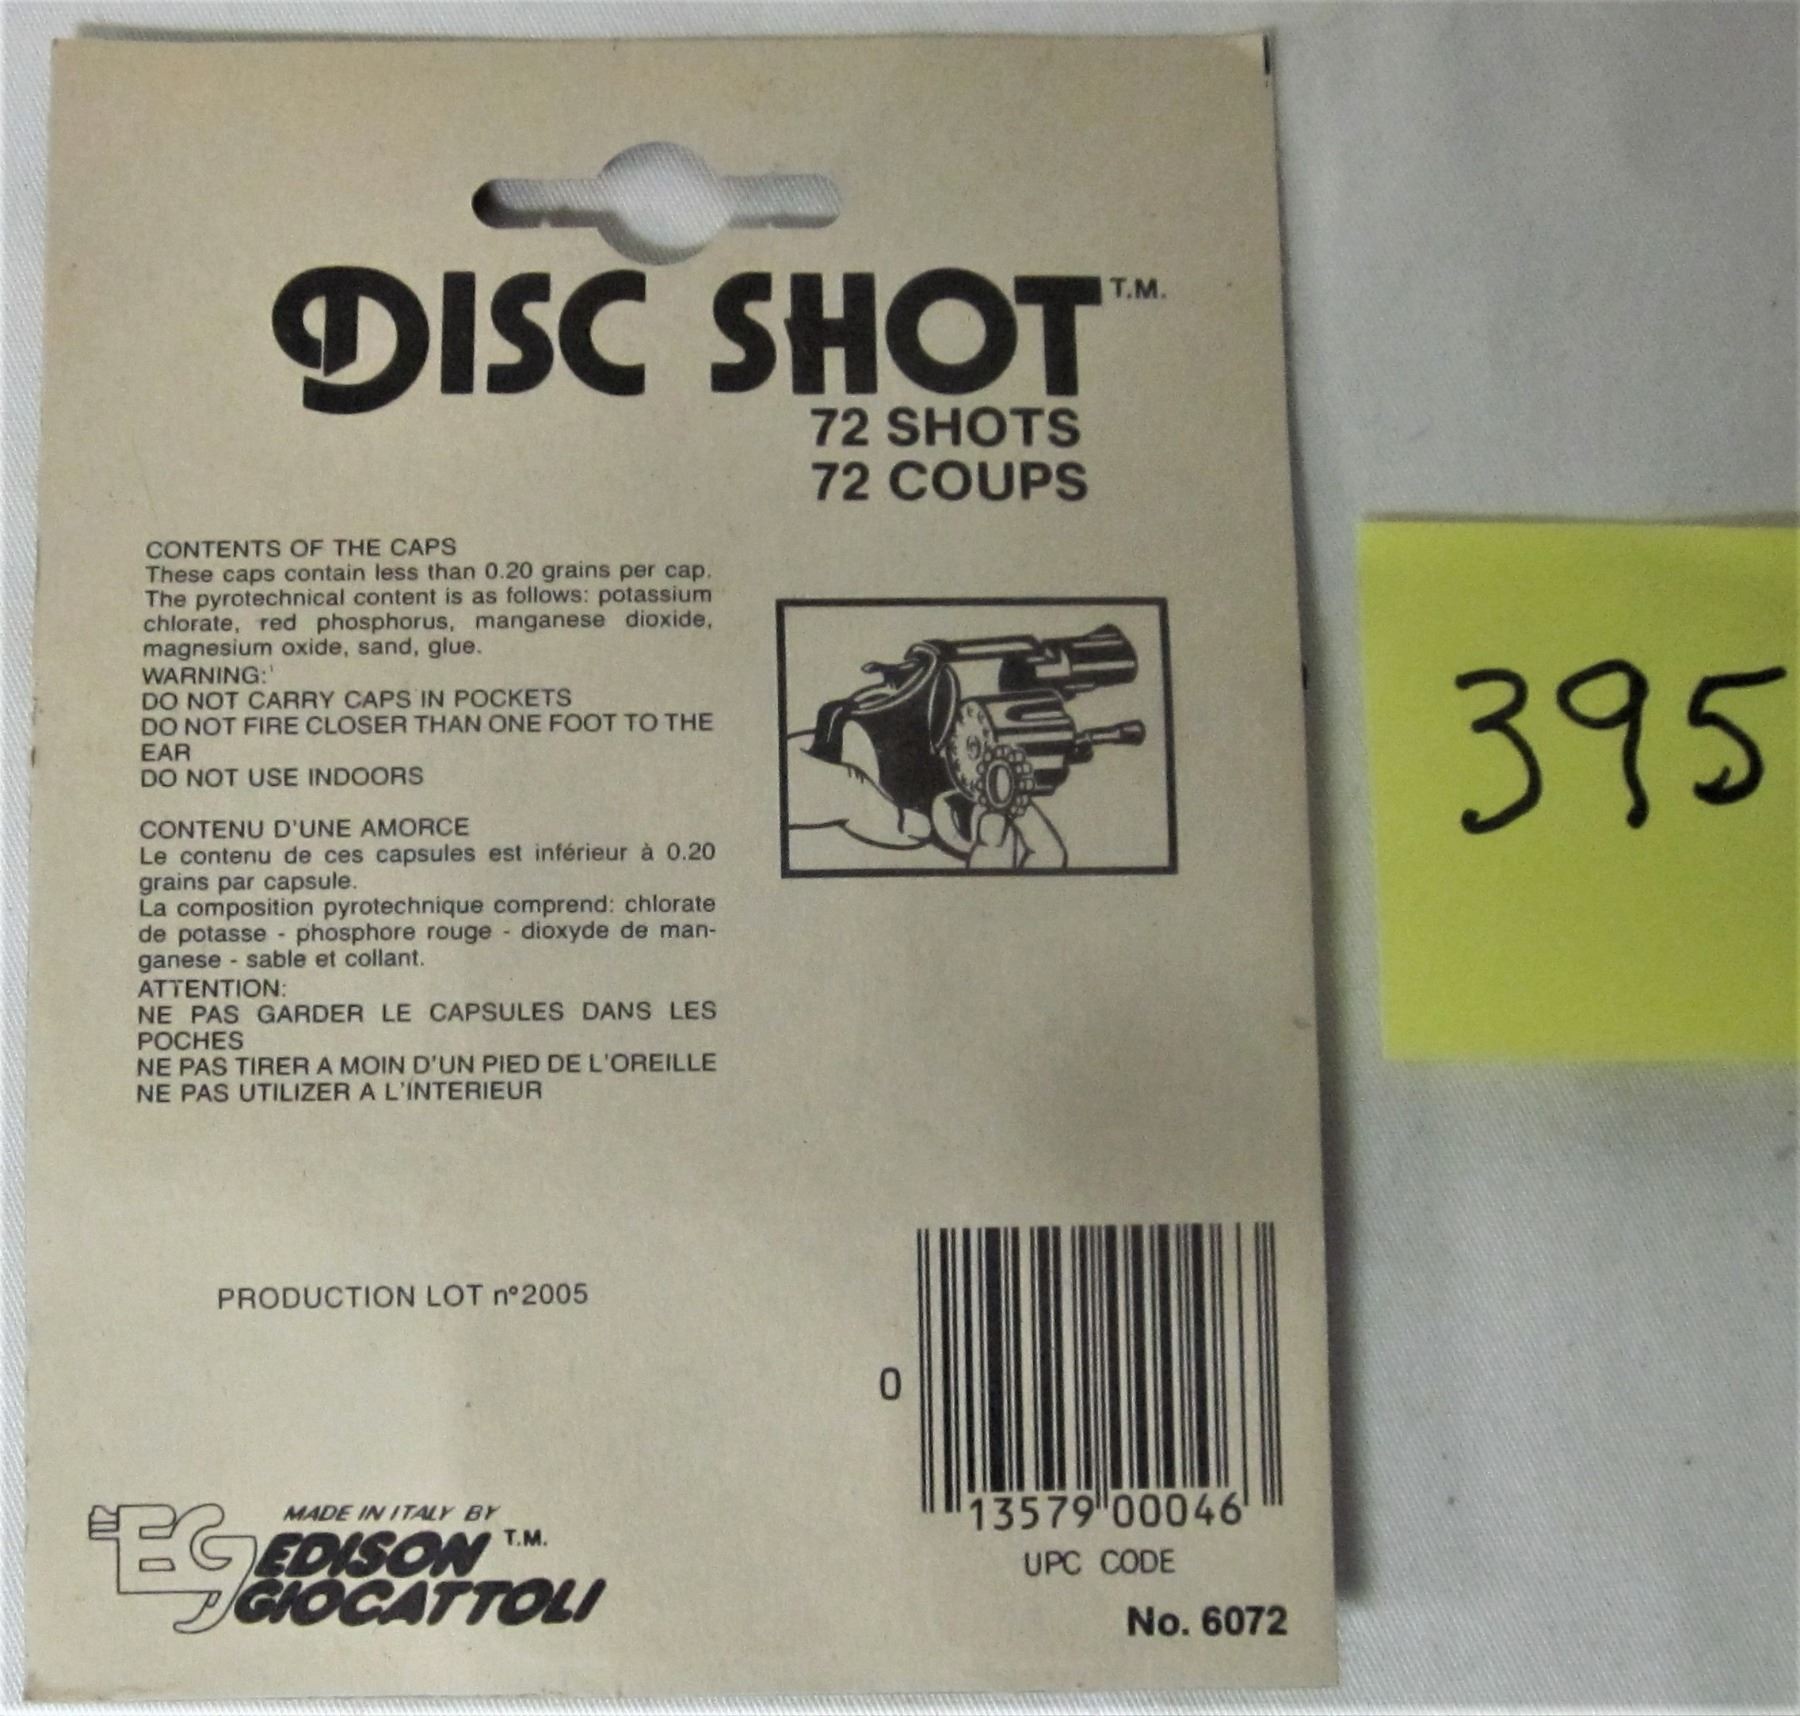 DISC SHOT T.M.
72 SHOTS
72 COUPS
CONTENTS OF THE CAPS
These caps contain less than 0.20 grains per cap.
The pyrotechnical content is as follows: potassium
chlorate, red phosphorus, manganese dioxide,
magnesium oxide, sand, glue.
WARNING:
DO NOT CARRY CAPS IN POCKETS
DO NOT FIRE CLOSER THAN ONE FOOT TO THE
EAR
DO NOT USE INDOORS
CONTENU D'UNE AMORCE
Le contenu de ces capsules est inférieur à 0.20
grains par capsule.
La composition pyrotechnique comprend: chlorate
de potasse - phosphore rouge - dioxyde de man-
ganese - sable et collant.
ATTENTION:
NE PAS GARDER LE CAPSULES DANS LES
POCHES
NE PAS TIRER A MOIN D'UN PIED DE L'OREILLE
NE PAS UTILIZER A L'INTERIEUR
395
PRODUCTION LOT nº2005
0
13579 00046
UPC CODE
No. 6072
EG
MADE IN ITALY BY
EDISON T.M.
GIOCATTOLI